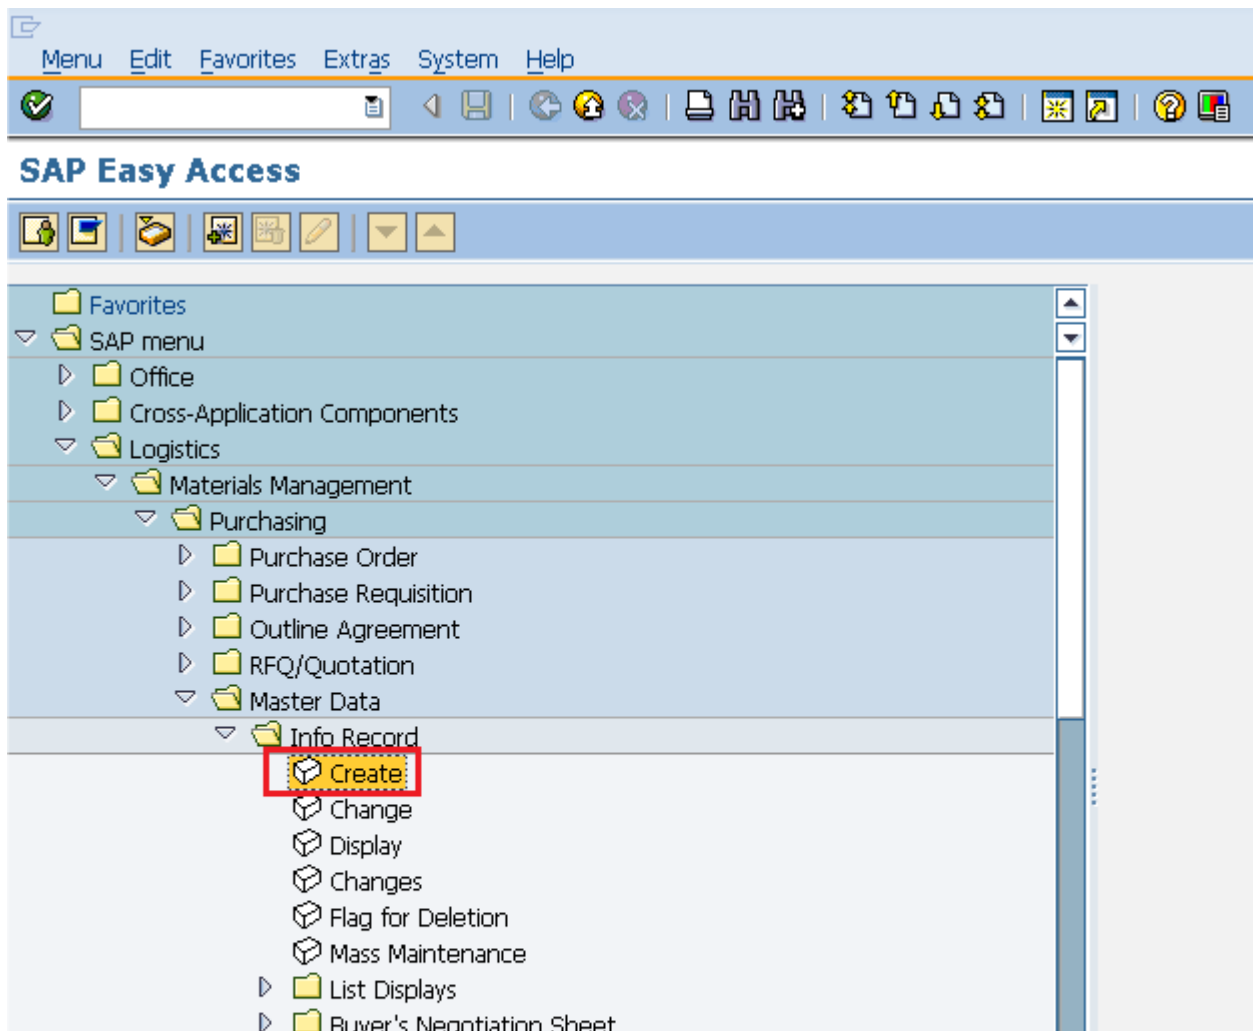 Menu Edit Favorites Extras System Help
SAP Easy Access
Favorites
SAP menu
Office
Cross-Application Components
Logistics
Materials Management
Purchasing
Purchase Order
Purchase Requisition
Outline Agreement
RFQ/Quotation
Master Data
Info Record
Create
Change
Display
Changes
Flag for Deletion
Mass Maintenance
List Displays
Buyer's Negotiation Sheet